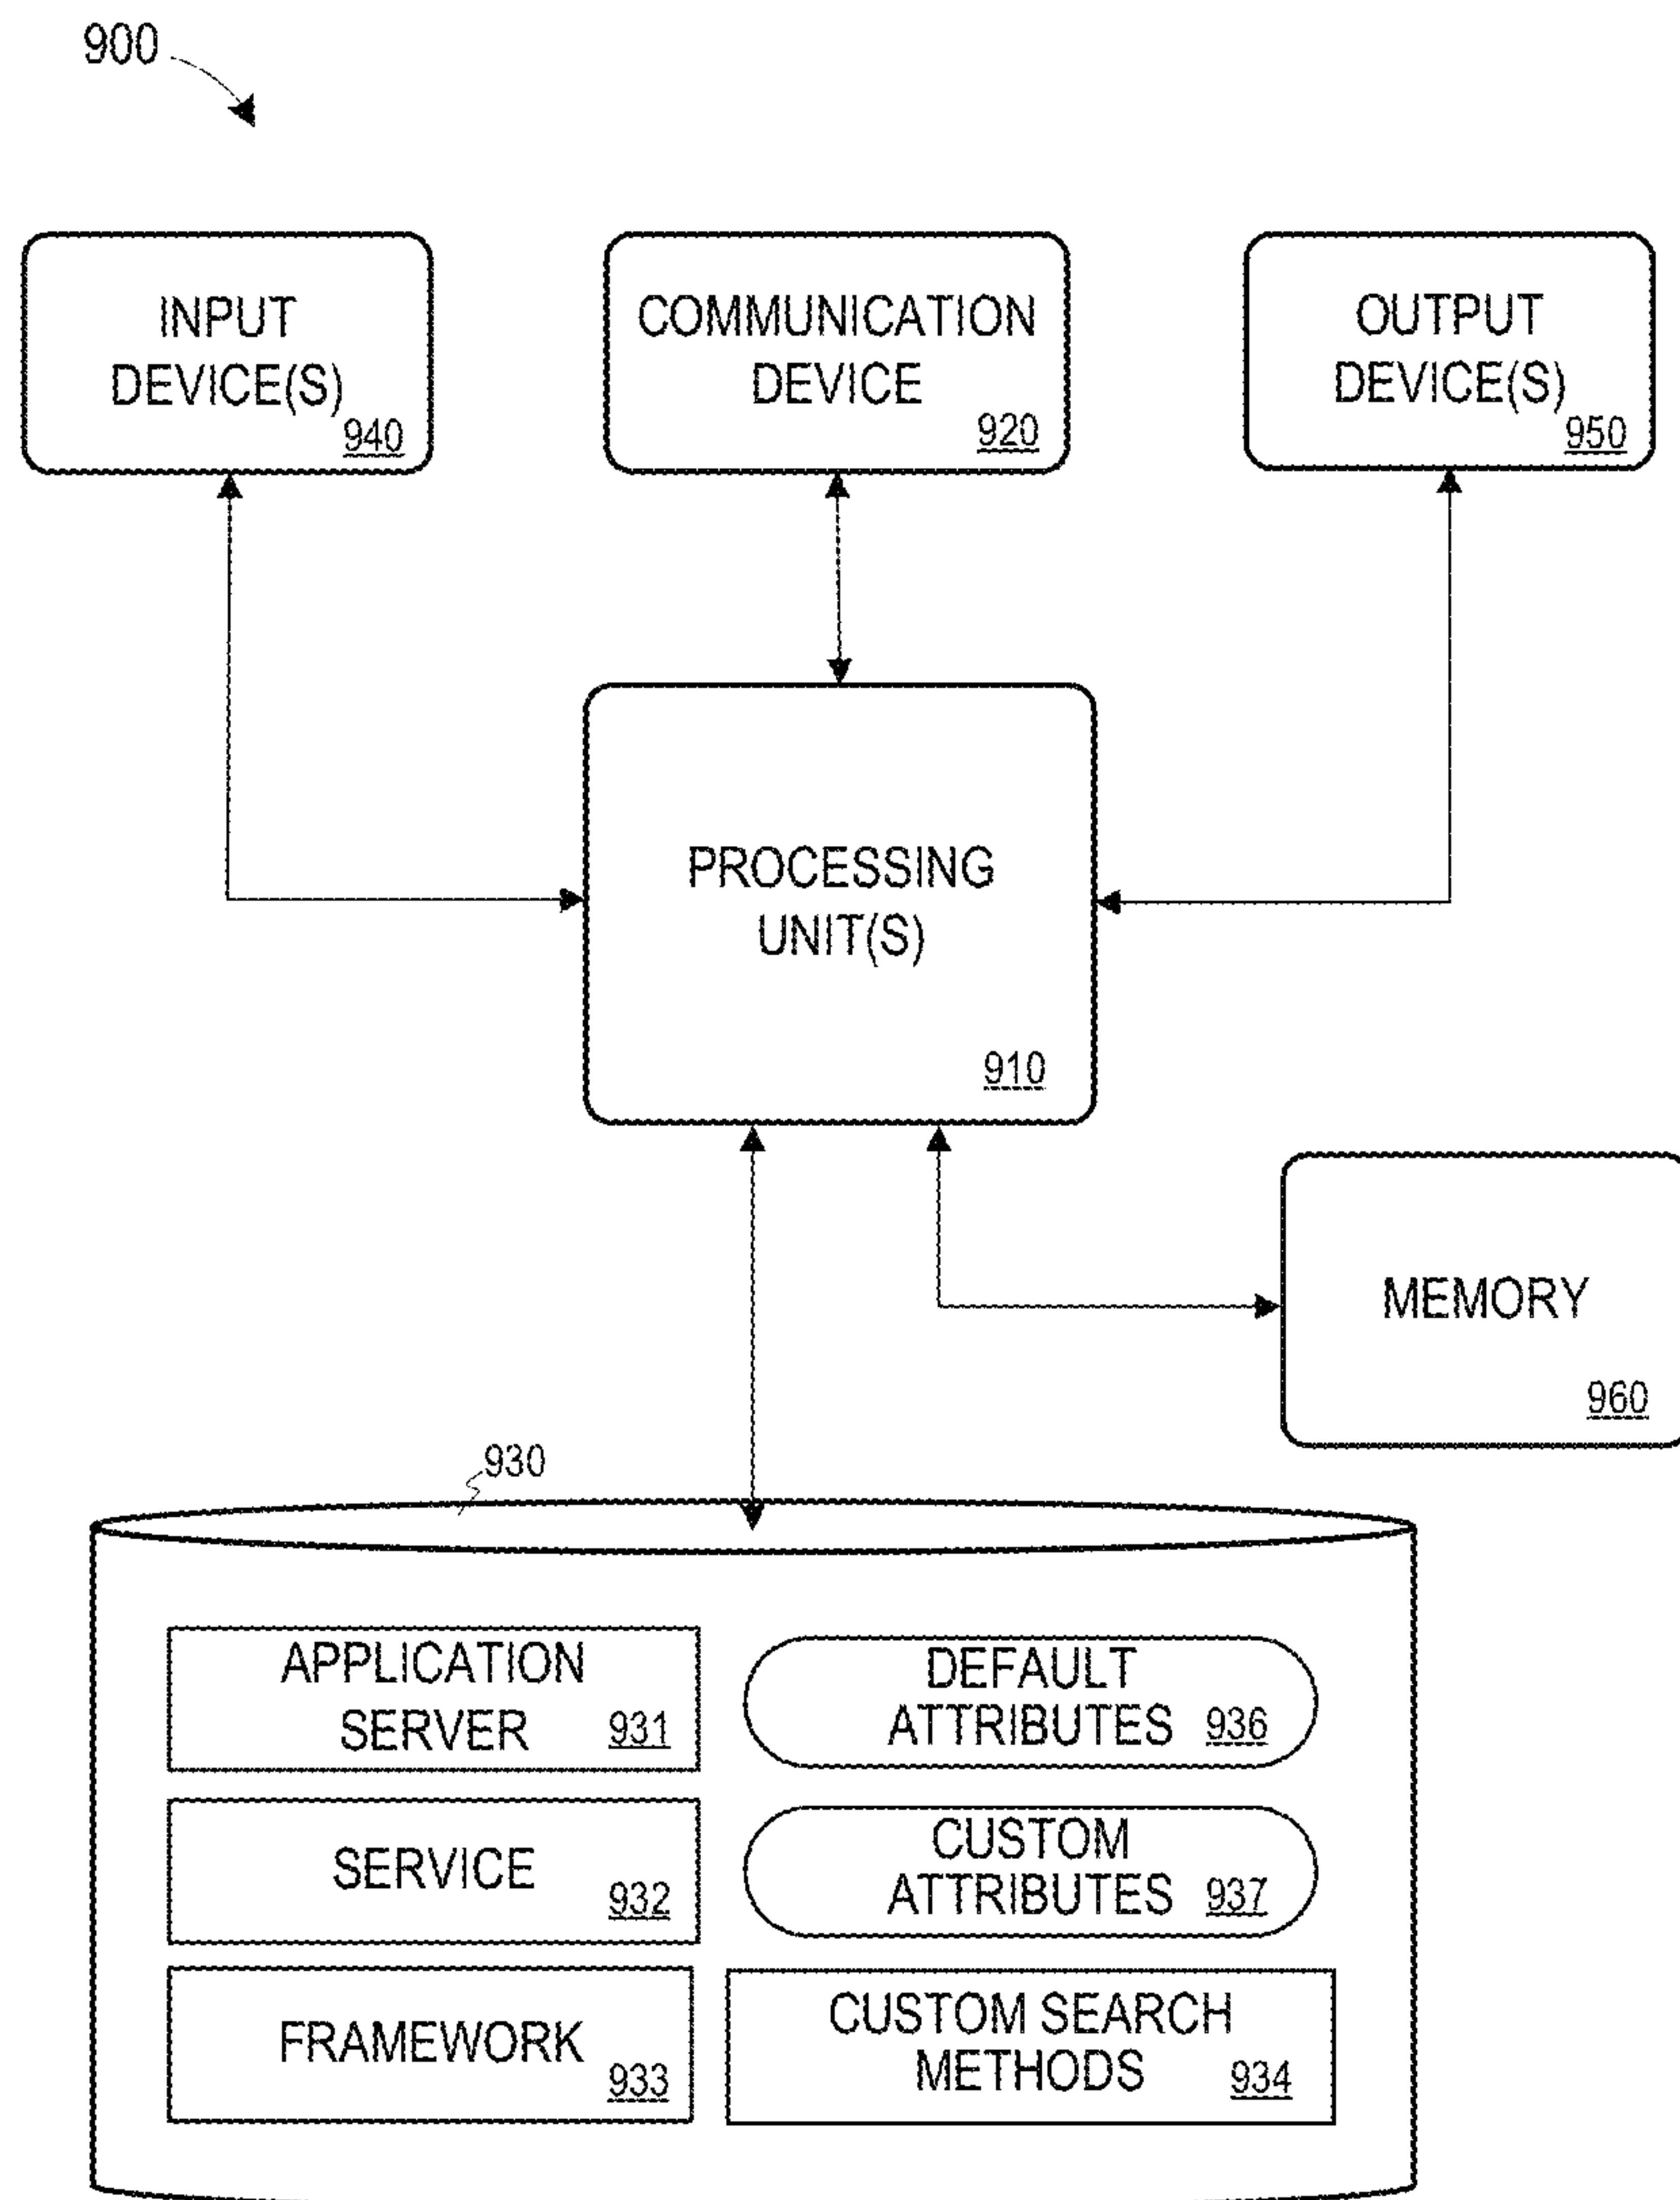 900
INPUT
DEVICE(S)
940
COMMUNICATION
DEVICE
920
OUTPUT
DEVICE(S)
950
PROCESSING
UNIT(S)
910
MEMORY
960
930
APPLICATION
SERVER 931
DEFAULT
ATTRIBUTES 936
SERVICE
932
CUSTOM
ATTRIBUTES 937
FRAMEWORK
933
CUSTOM SEARCH
METHODS 934